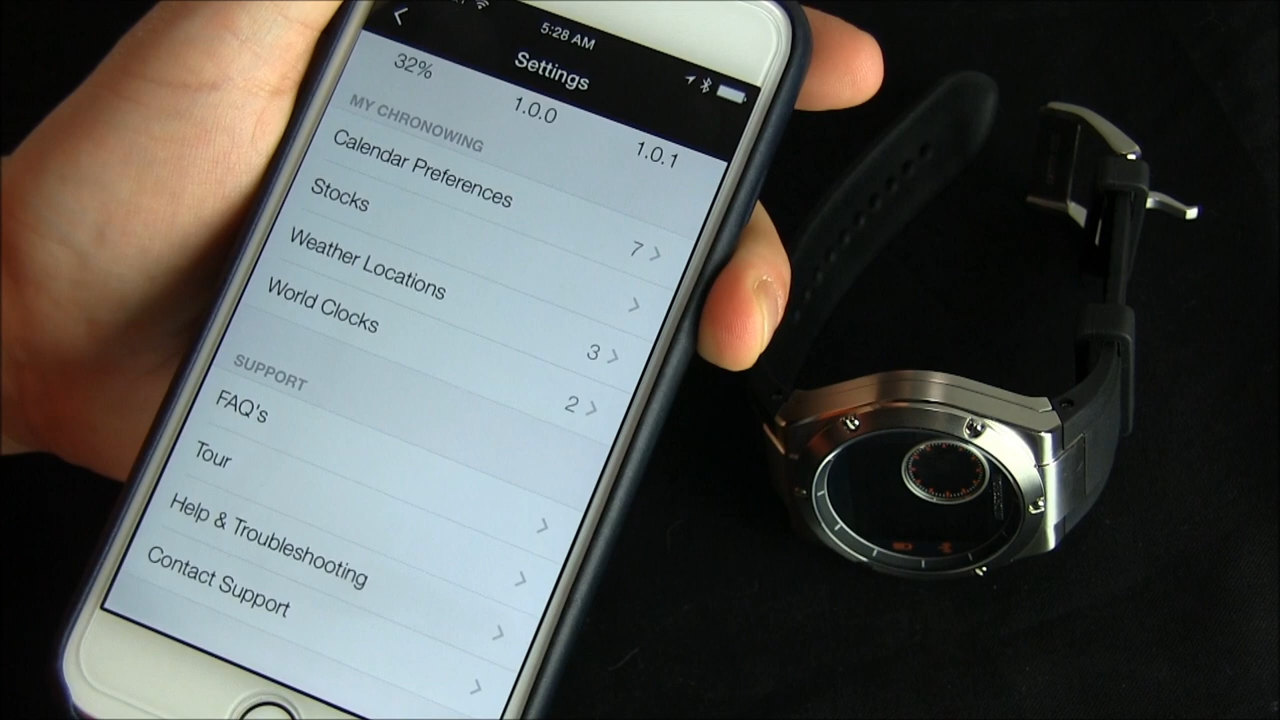 5:28 AM
Settings
32%
1.0.0
1.0.1
MY CHRONOWING
Calendar Preferences 7
Stocks
Weather Locations 3
World Clocks 2
SUPPORT
FAQ's
Tour
Help & Troubleshooting
Contact Support